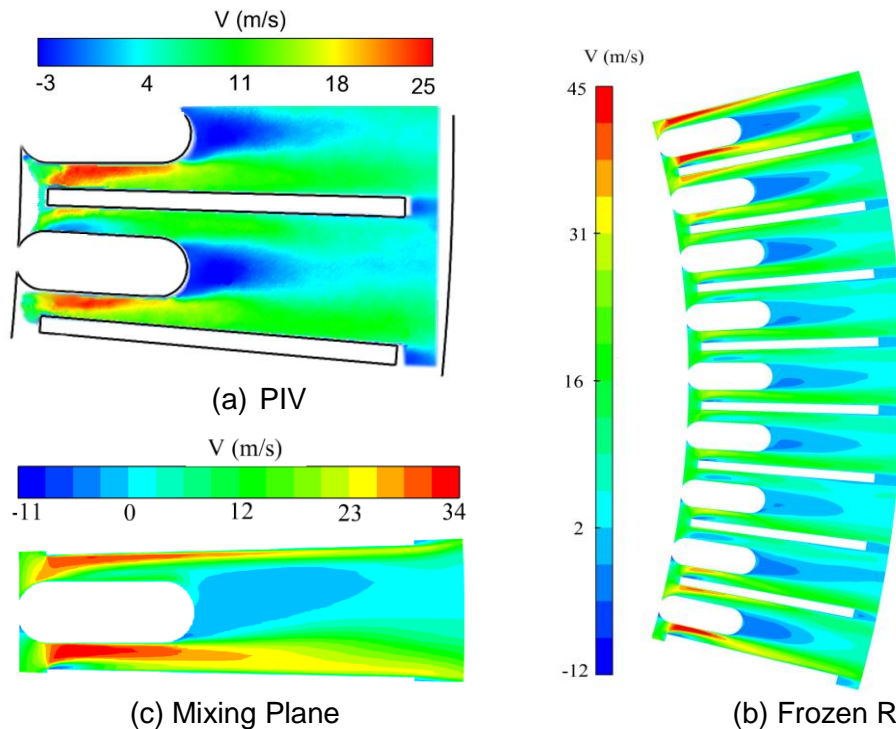 V (m/s)
-3 4 11 18 25
(a) PIV
V (m/s)
-11 0 12 23 34
(c) Mixing Plane
V (m/s)
45
31
16
2
-12
(b) Frozen R